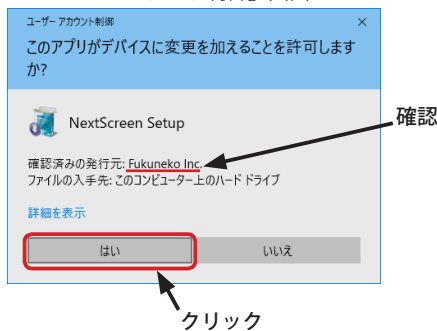 ユーザー アカウント制御
このアプリがデバイスに変更を加えることを許可します
か?
NextScreen Setup
確認
確認済みの発行元: Fukuneko Inc.
ファイルの入手先: このコンピューター上のハード ドライブ
詳細を表示
はい
いいえ
クリック